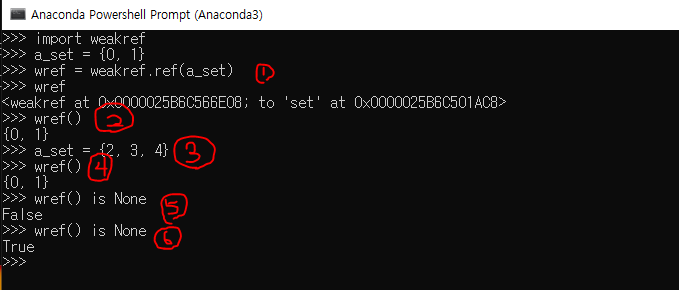 Anaconda Powershell Prompt (Anaconda3)
>>> import weakref
>>> a_set = {0, 1}
>>> wref = weakref.ref(a_set) 1
>>> wref
<weakref at 0x0000025B6C566E08; to 'set' at 0x0000025B6C501AC8>
>>> wref() 2
{0, 1}
>>> a_set = {2, 3, 4} 3
>>> wref() 4
{0, 1}
>>> wref() is None 5
False
>>> wref() is None 6
True
>>>